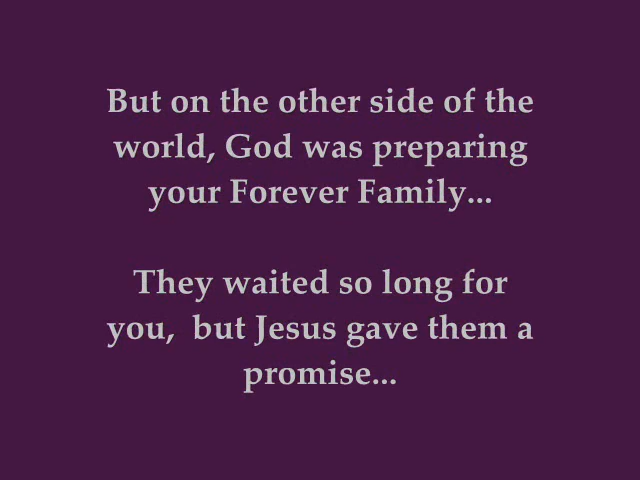 But on the other side of the
world, God was preparing
your Forever Family...
They waited so long for
you,  but Jesus gave them a
promise...